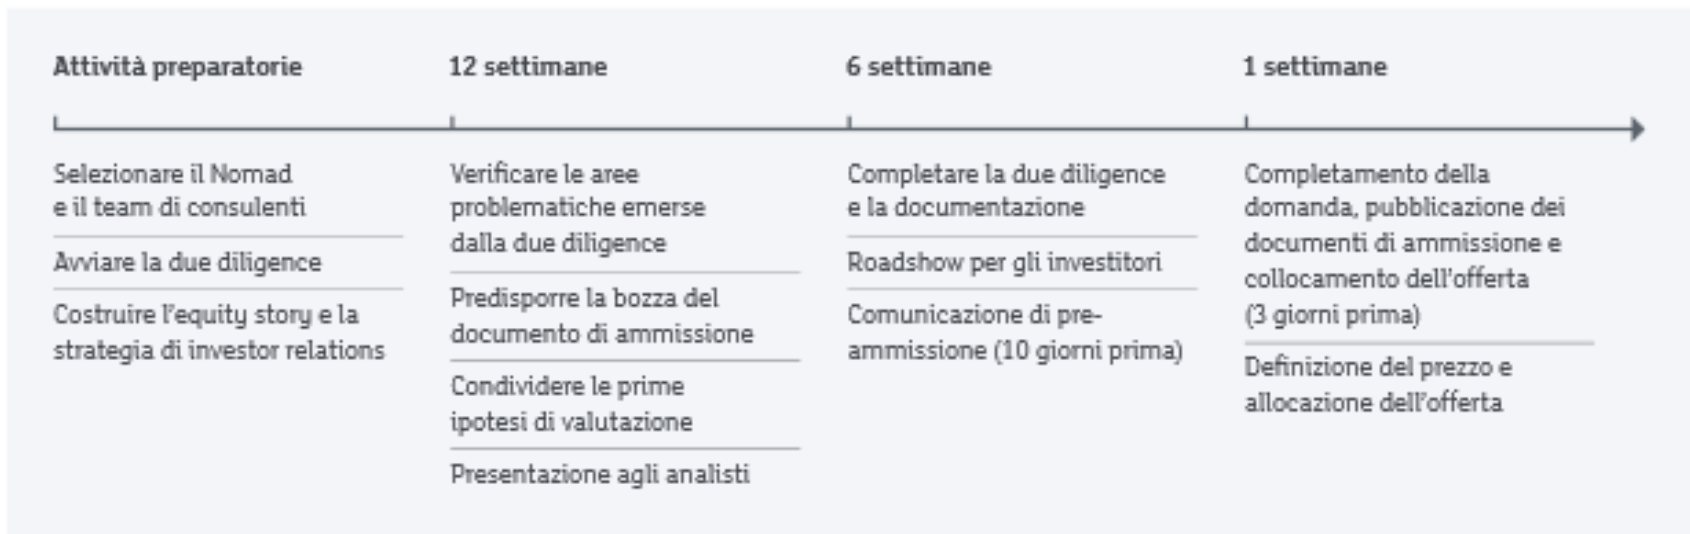 Attività preparatorie
12 settimane
6 settimane
1 settimane
Selezionare il Nomad
e il team di consulenti
Avviare la due diligence
Costruire l'equity story e la
strategia di investor relations
Verificare le aree
problematiche emerse
dalla due diligence
Predisporre la bozza del
documento di ammissione
Condividere le prime
ipotesi di valutazione
Presentazione agli analisti
Completare la due diligence
e la documentazione
Roadshow per gli investitori
Comunicazione di pre-
ammissione (10 giorni prima)
Completamento della
domanda, pubblicazione dei
documenti di ammissione e
collocamento dell'offerta
(3 giorni prima)
Definizione del prezzo e
allocazione dell'offerta